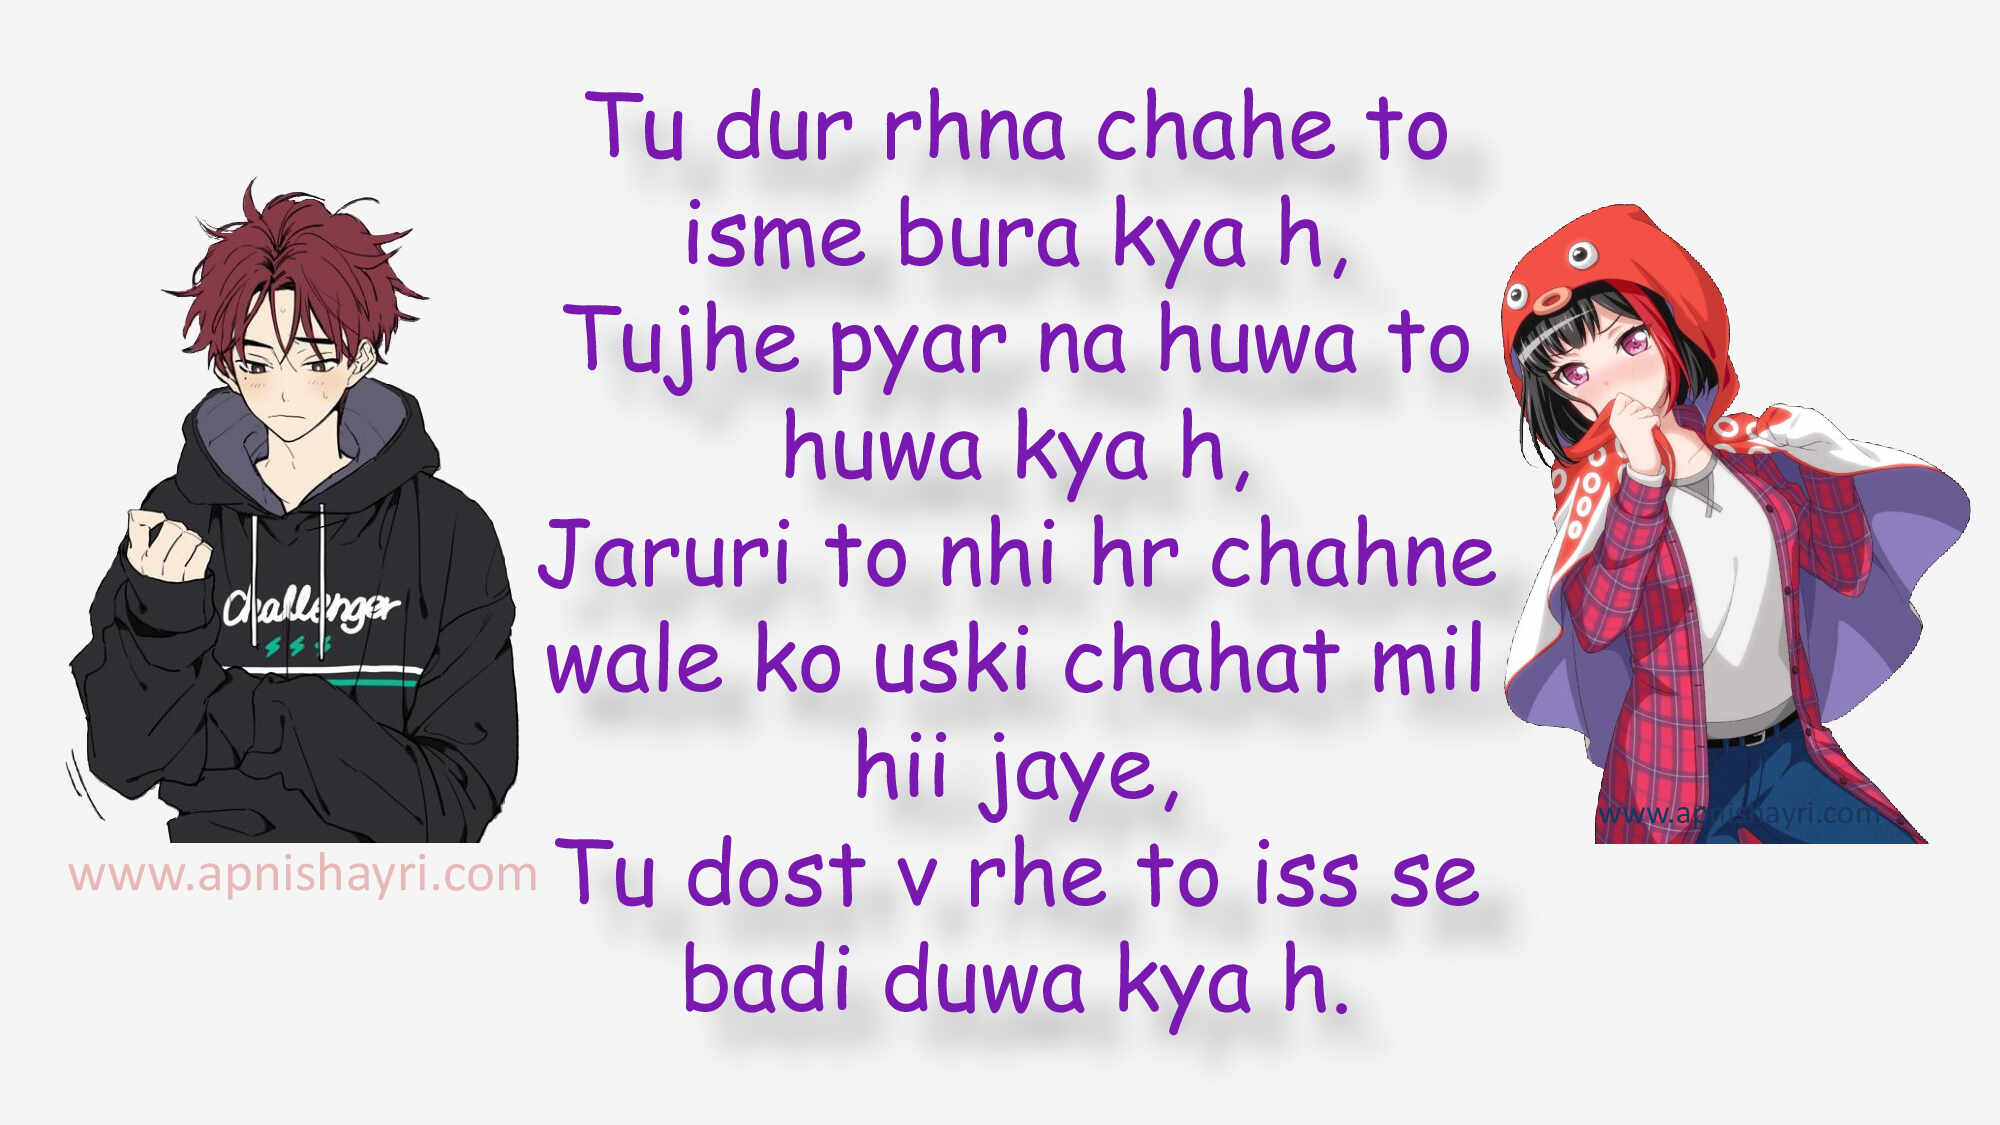 Tu dur rhna chahe to
isme bura kya h,
Tujhe pyar na huwa to
huwa kya h,
Jaruri to nhi hr chahne
wale ko uski chahat mil
hii jaye,
Tu dost v rhe to iss se
badi duwa kya h.
Challenger
www.apnishayri.com
www.apnishayri.com